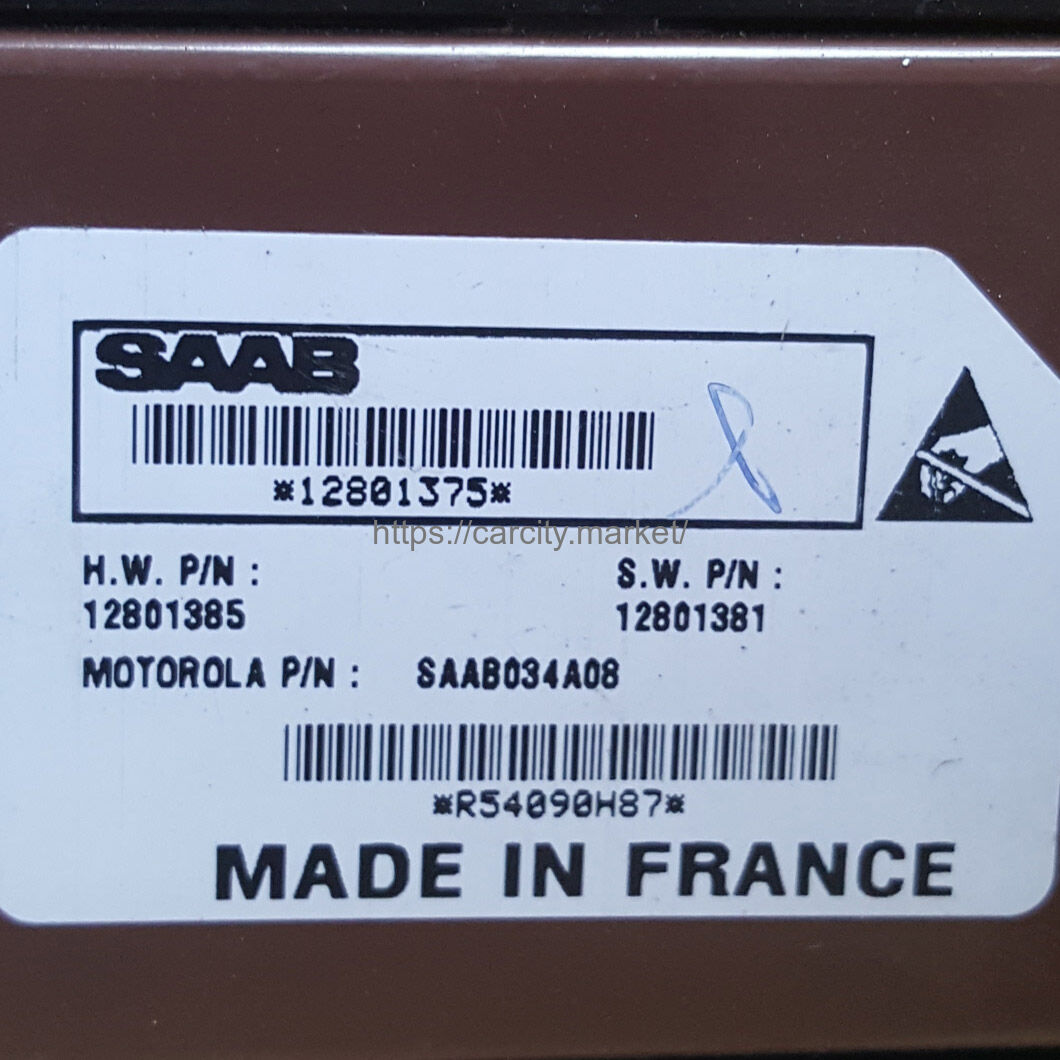 SAAB
*12801375*
https://carcity.market/
H.W. P/N : S.W. P/N :
12801385 12801381
MOTOROLA P/N : SAAB034A08
*R54090H87*
MADE IN FRANCE